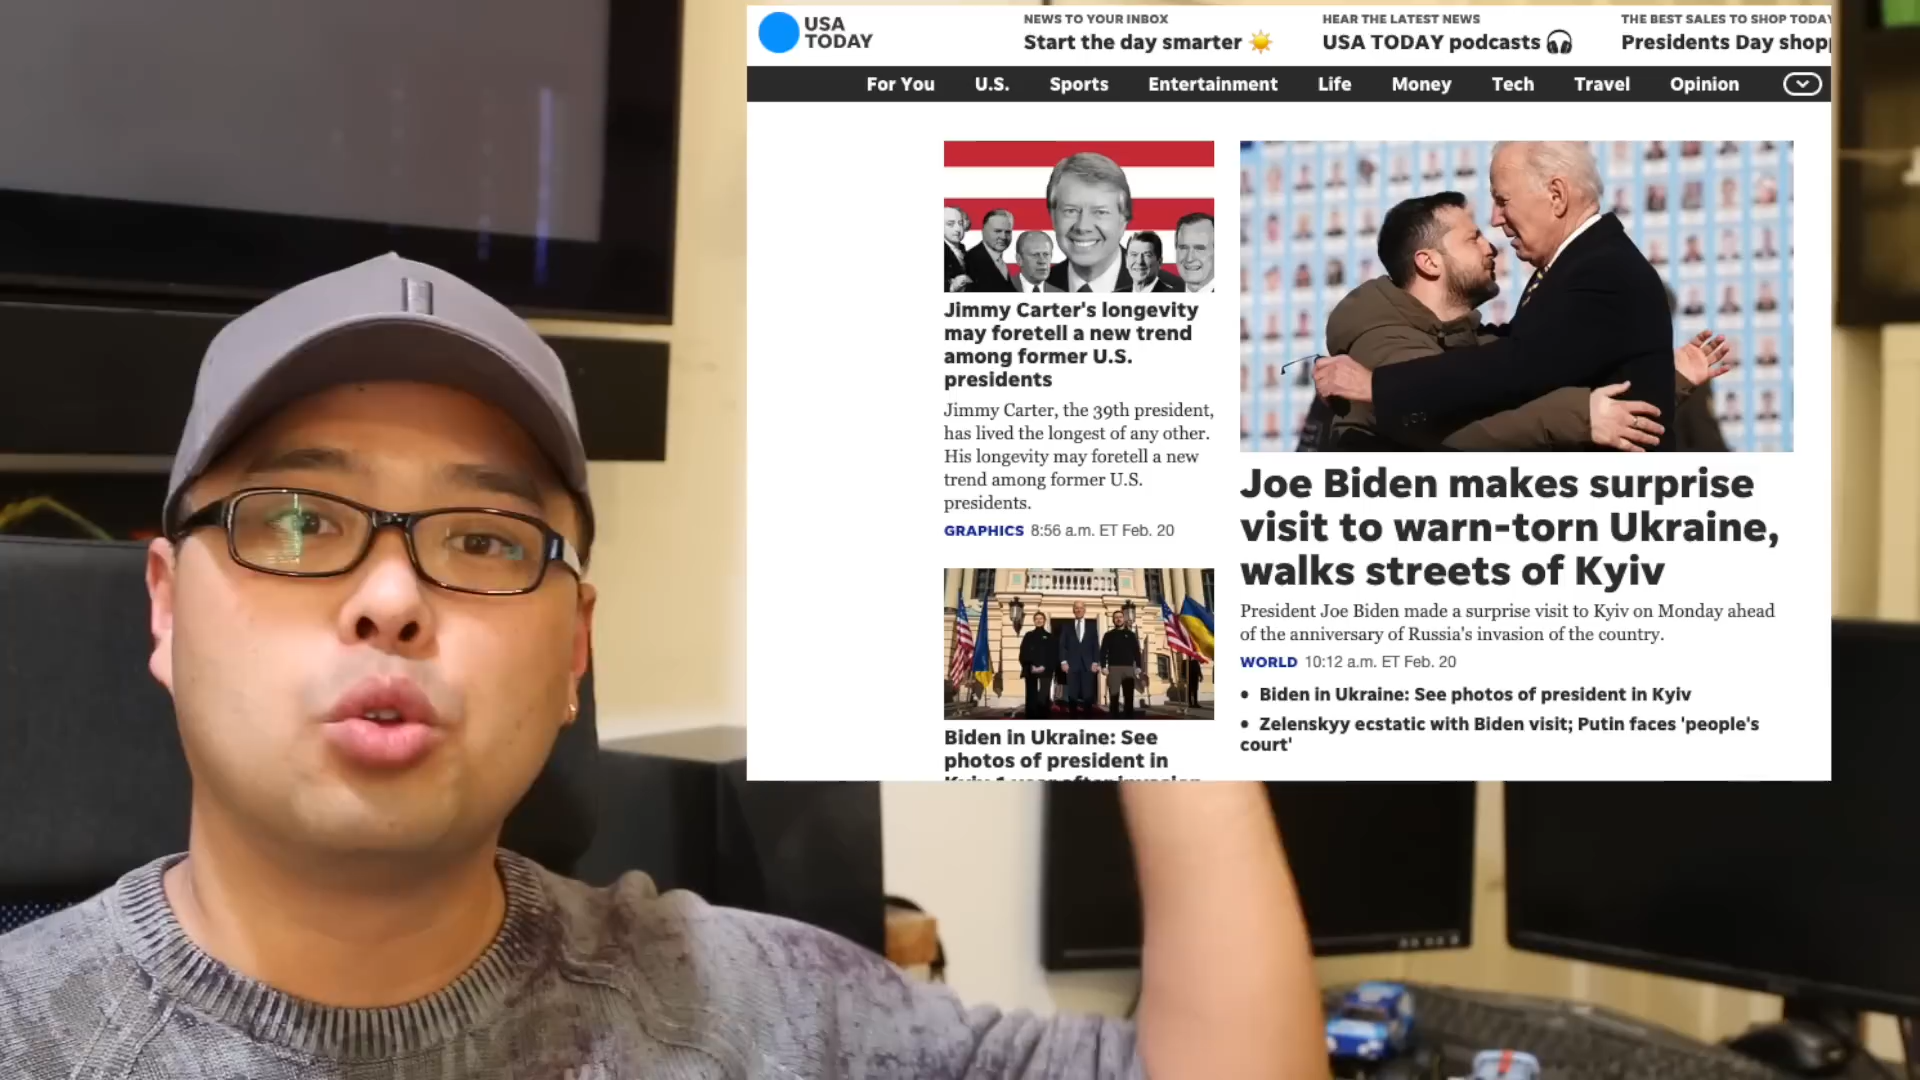 USA
TODAY
NEWS TO YOUR INBOX
Start the day smarter
HEAR THE LATEST NEWS
USA TODAY podcasts
THE BEST SALES TO SHOP TODAY
Presidents Day shop
For You U.S. Sports Entertainment Life Money Tech Travel Opinion
Jimmy Carter's longevity
may foretell a new trend
among former U.S.
presidents
Jimmy Carter, the 39th president,
has lived the longest of any other.
His longevity may foretell a new
trend among former U.S.
presidents.
GRAPHICS 8:56 a.m. ET Feb. 20
Biden in Ukraine: See
photos of president in
Kyiv 1 year after invasion
Joe Biden makes surprise
visit to warn-torn Ukraine,
walks streets of Kyiv
President Joe Biden made a surprise visit to Kyiv on Monday ahead
of the anniversary of Russia's invasion of the country.
WORLD 10:12 a.m. ET Feb. 20
• Biden in Ukraine: See photos of president in Kyiv
• Zelenskyy ecstatic with Biden visit; Putin faces 'people's
court'